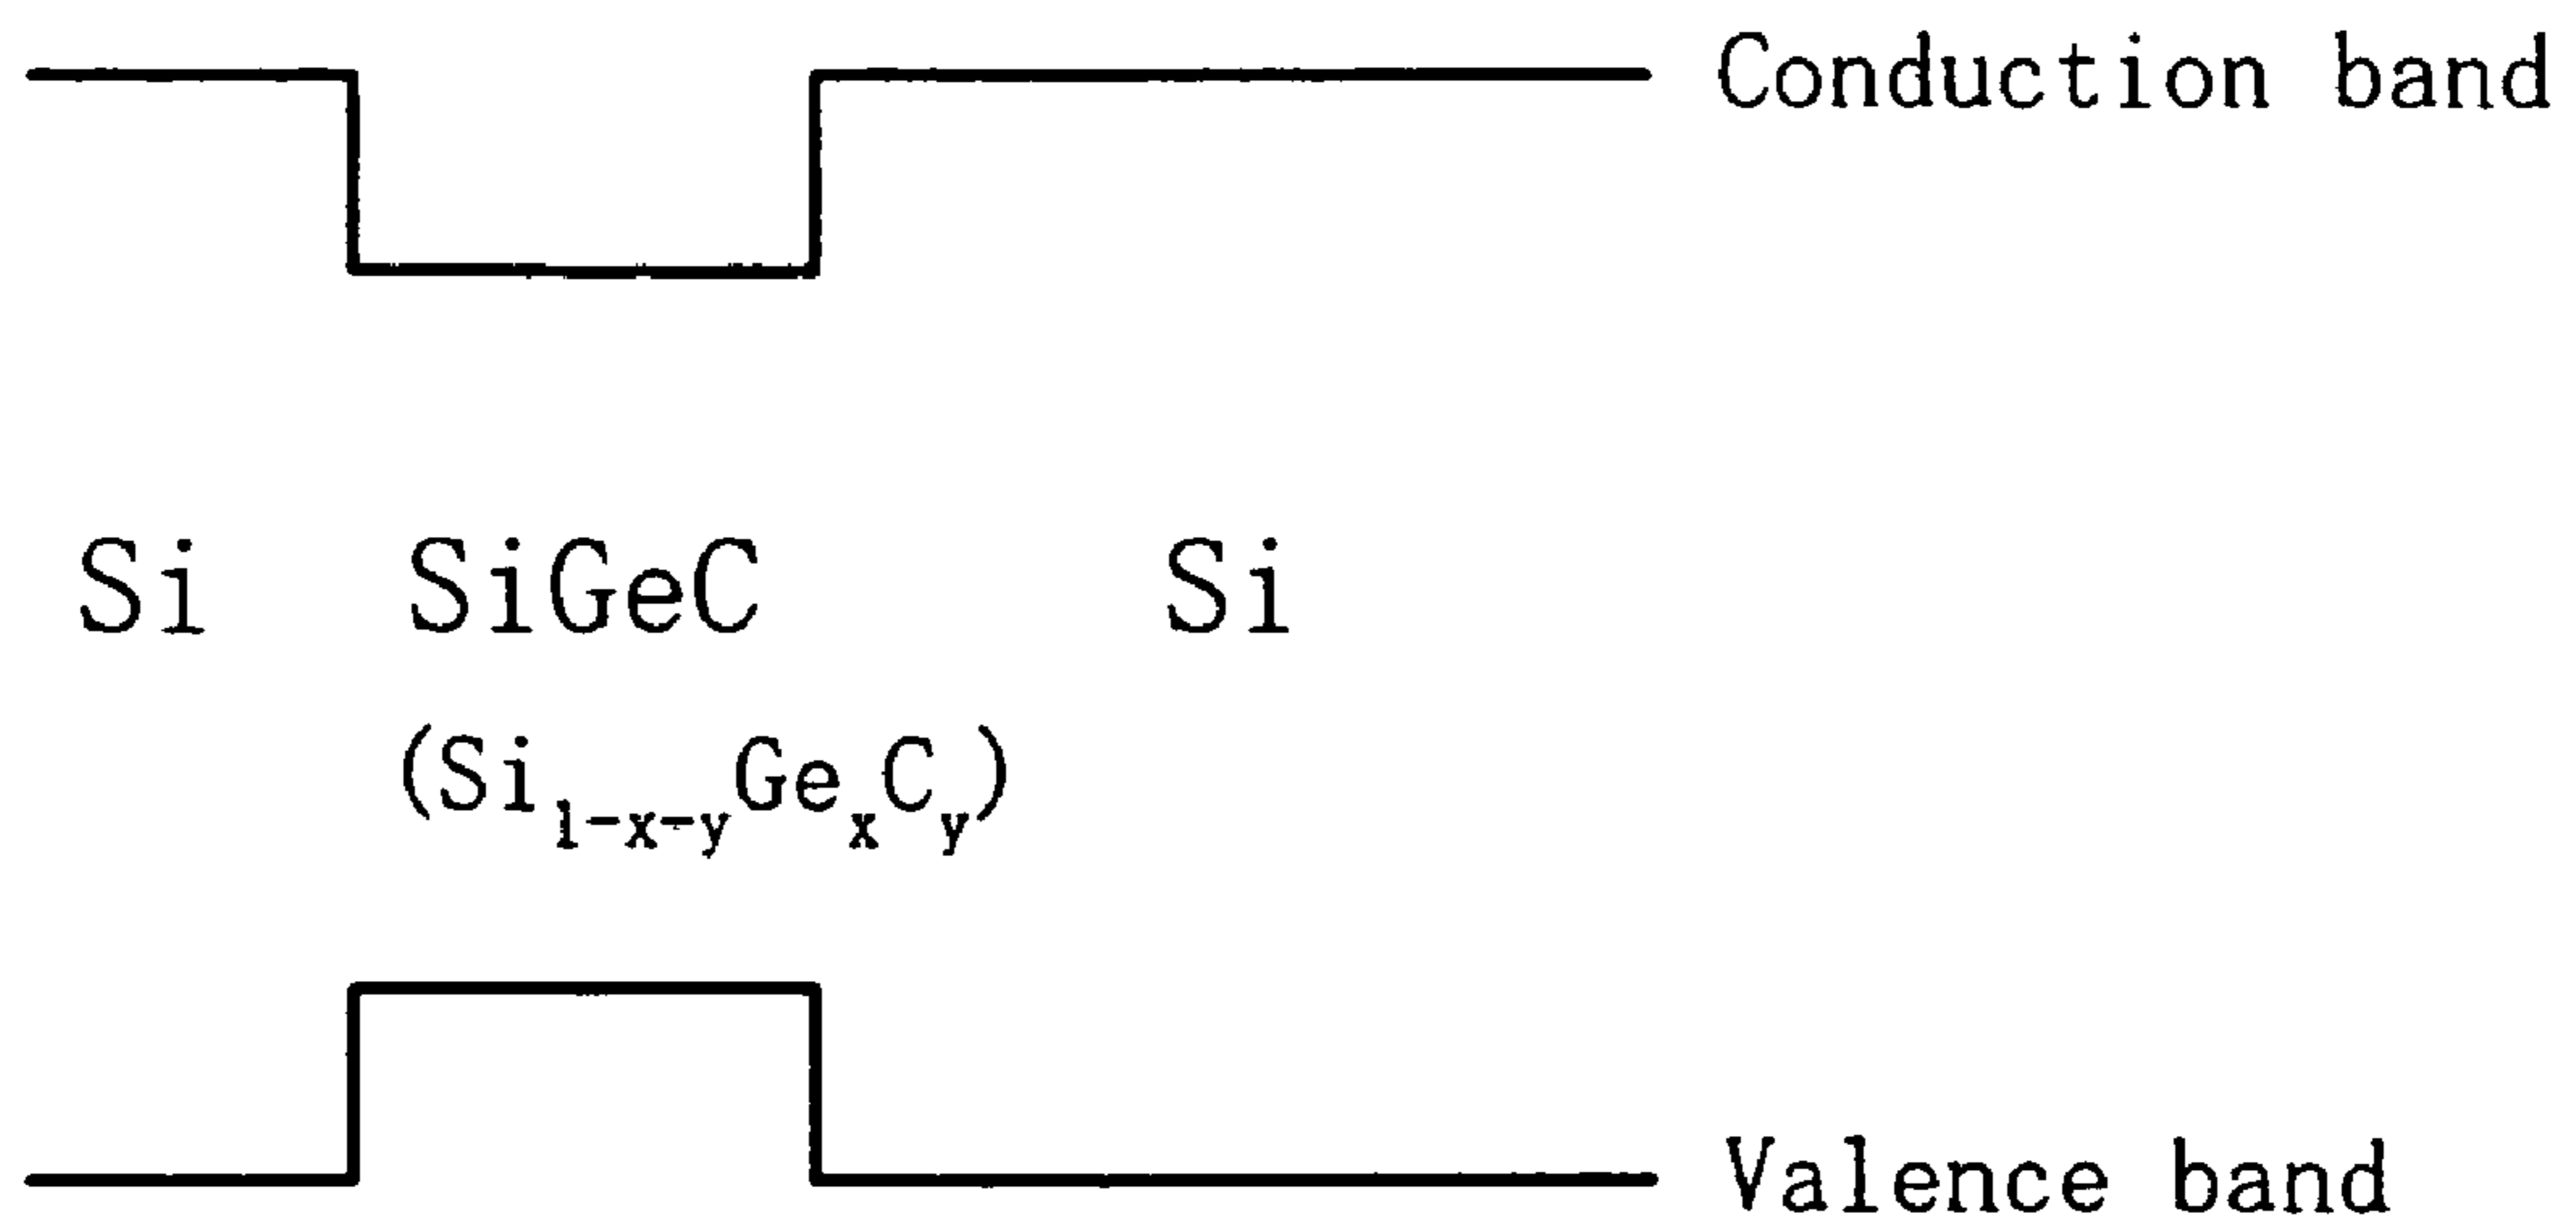 Conduction band
Si SiGeC Si
(Si₁₋ₓ₋yGeₓCy)
Valence band